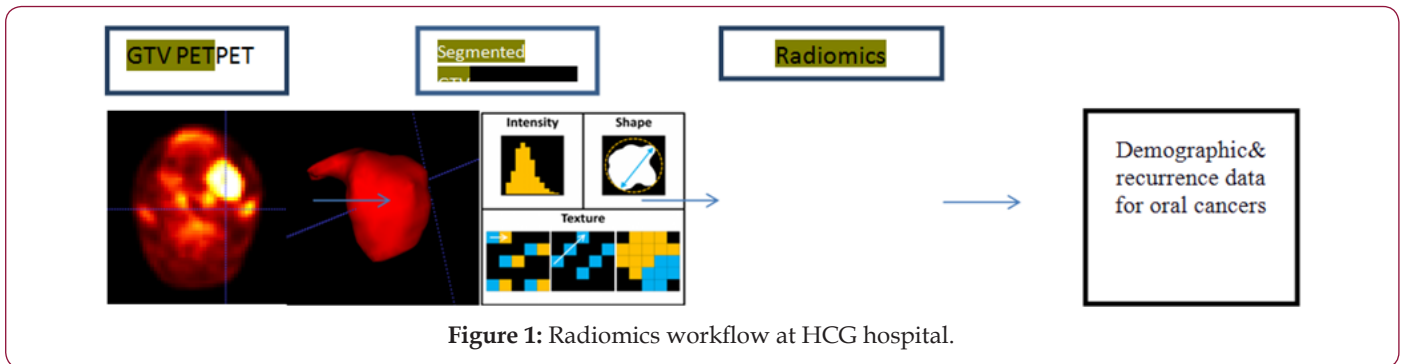 GTV PETPET
Segmented
GTV
Radiomics
Intensity
Shape
Texture
Demographic&
recurrence data
for oral cancers
Figure 1: Radiomics workflow at HCG hospital.